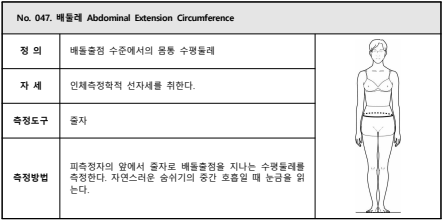 No. 047. 배둘레 Abdominal Extension Circumference
정 의
배돌출점 수준에서의 몸통 수평둘레
자 세
인체측정학적 선자세를 취한다.
측정도구
줄자
측정방법
피측정자의 앞에서 줄자로 배돌출점을 지나는 수평둘레를
측정한다. 자연스러운 숨쉬기의 중간 호흡일 때 눈금을 읽
는다.